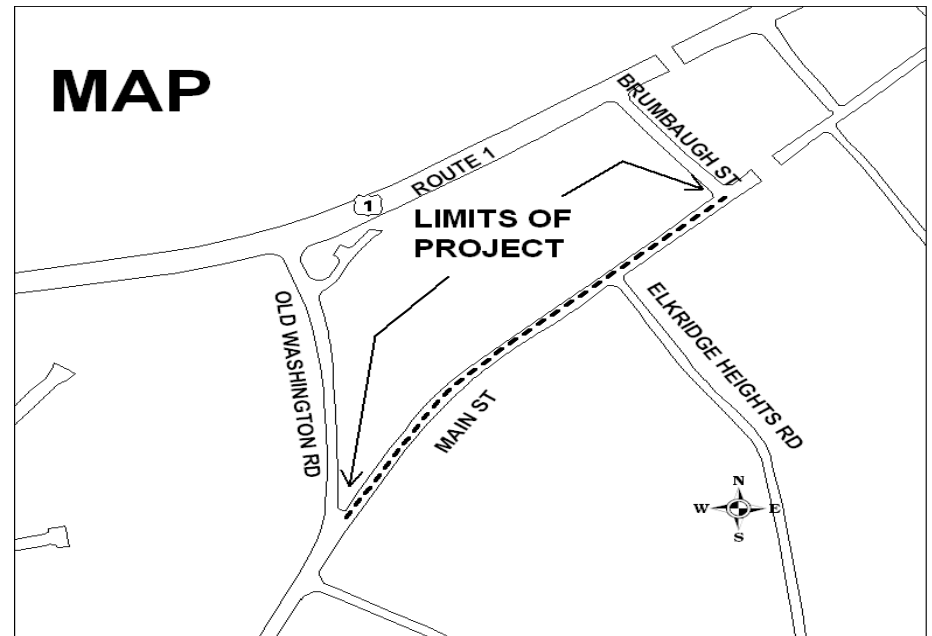 MAP
BRUMBAUGH ST
ROUTE 1
1
LIMITS OF
PROJECT
OLD WASHINGTON RD
ELKRIDGE HEIGHTS RD
MAIN ST
N
W E
S